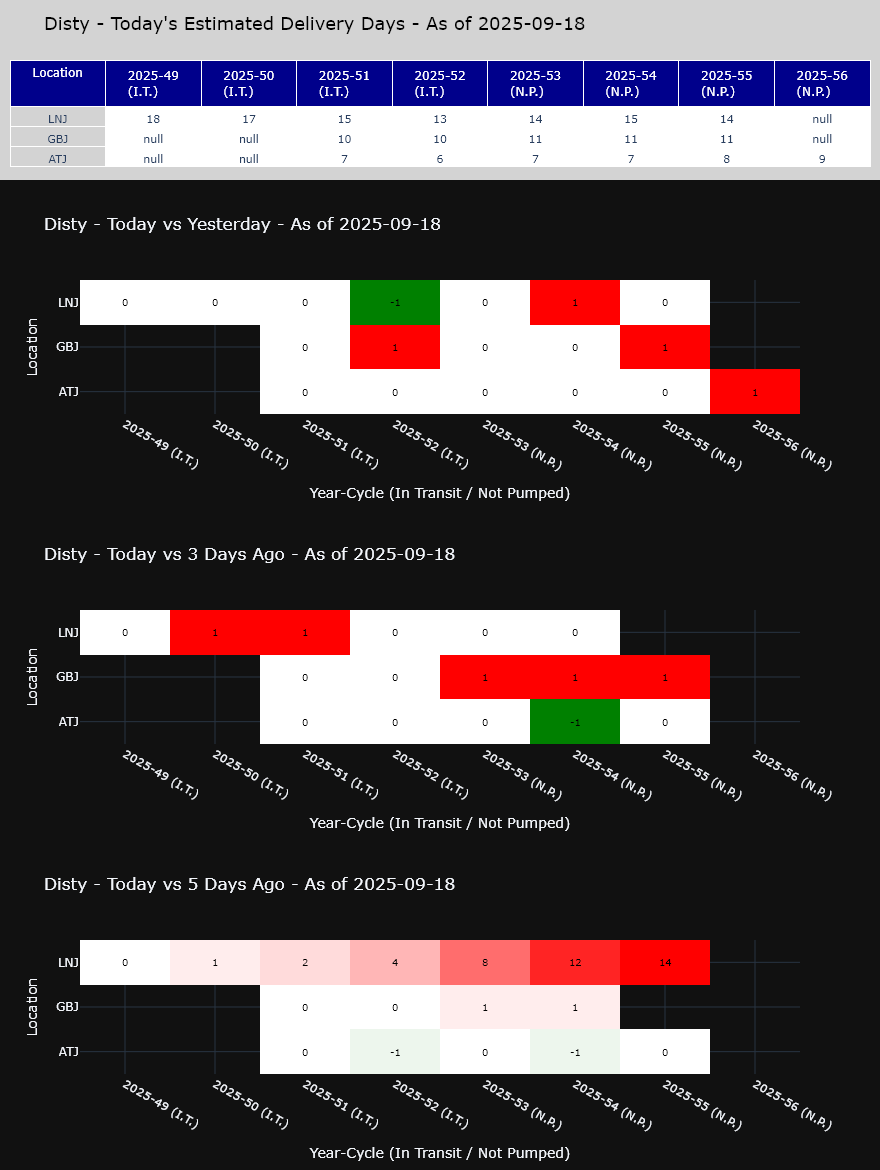 Disty - Today's Estimated Delivery Days - As of 2025-09-18
Location 2025-49 (I.T.) 2025-50 (I.T.) 2025-51 (I.T.) 2025-52 (I.T.) 2025-53 (N.P.) 2025-54 (N.P.) 2025-55 (N.P.) 2025-56 (N.P.)
LNJ 18 17 15 13 14 15 14 null
GBJ null null 10 10 11 11 11 null
ATJ null null 7 6 7 7 8 9
Disty - Today vs Yesterday - As of 2025-09-18
Location
LNJ 0 0 0 -1 0 1 0
GBJ 0 1 0 0 1
ATJ 0 0 0 0 0 1
2025-49 (I.T.) 2025-50 (I.T.) 2025-51 (I.T.) 2025-52 (I.T.) 2025-53 (N.P.) 2025-54 (N.P.) 2025-55 (N.P.) 2025-56 (N.P.)
Year-Cycle (In Transit / Not Pumped)
Disty - Today vs 3 Days Ago - As of 2025-09-18
Location
LNJ 0 1 1 0 0 0
GBJ 0 0 1 1 1
ATJ 0 0 0 -1 0
2025-49 (I.T.) 2025-50 (I.T.) 2025-51 (I.T.) 2025-52 (I.T.) 2025-53 (N.P.) 2025-54 (N.P.) 2025-55 (N.P.) 2025-56 (N.P.)
Year-Cycle (In Transit / Not Pumped)
Disty - Today vs 5 Days Ago - As of 2025-09-18
Location
LNJ 0 1 2 4 8 12 14
GBJ 0 0 1 1
ATJ 0 -1 0 -1 0
2025-49 (I.T.) 2025-50 (I.T.) 2025-51 (I.T.) 2025-52 (I.T.) 2025-53 (N.P.) 2025-54 (N.P.) 2025-55 (N.P.) 2025-56 (N.P.)
Year-Cycle (In Transit / Not Pumped)